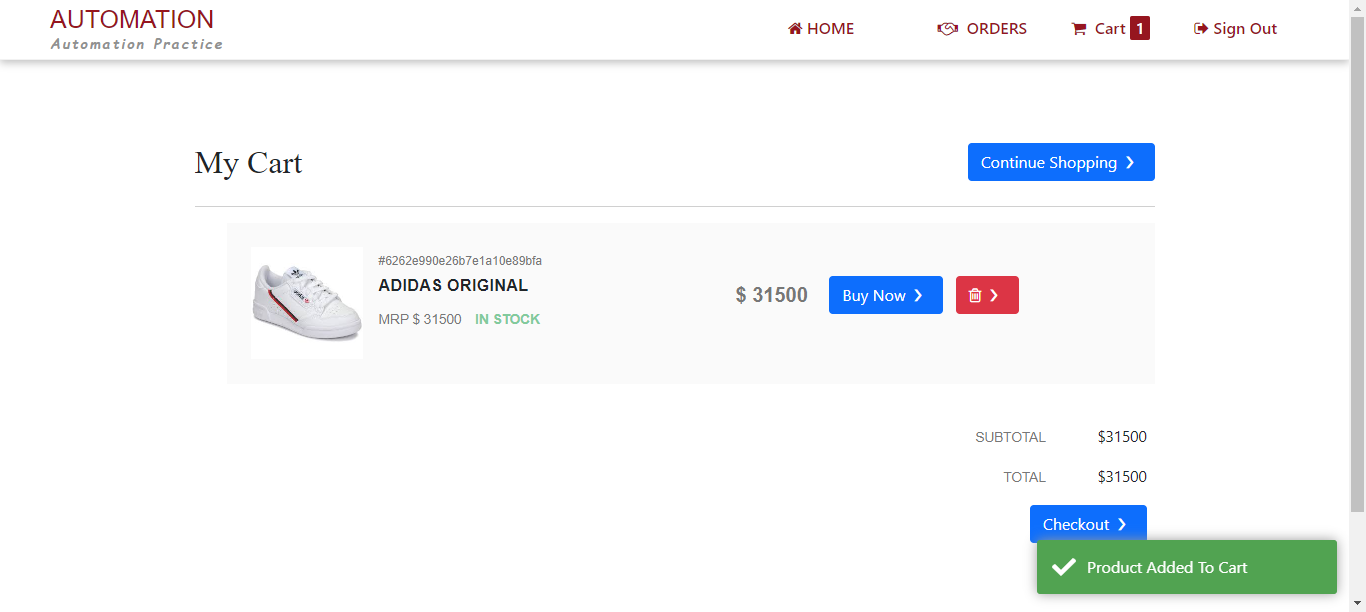 AUTOMATION
Automation Practice
HOME
ORDERS
Cart 1
Sign Out
My Cart
Continue Shopping
#6262e990e26b7e1a10e89bfa
ADIDAS ORIGINAL
MRP $ 31500 IN STOCK
$ 31500
Buy Now
SUBTOTAL $31500
TOTAL $31500
Checkout
Product Added To Cart